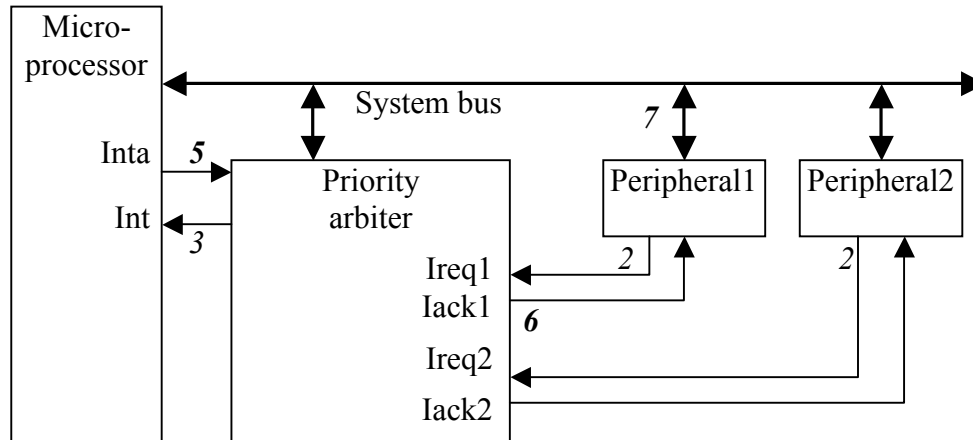 Micro-
processor
System bus
7
Inta
5
Priority
arbiter
Peripheral1
Peripheral2
Int
3
2
2
Ireq1
Iack1
6
Ireq2
Iack2